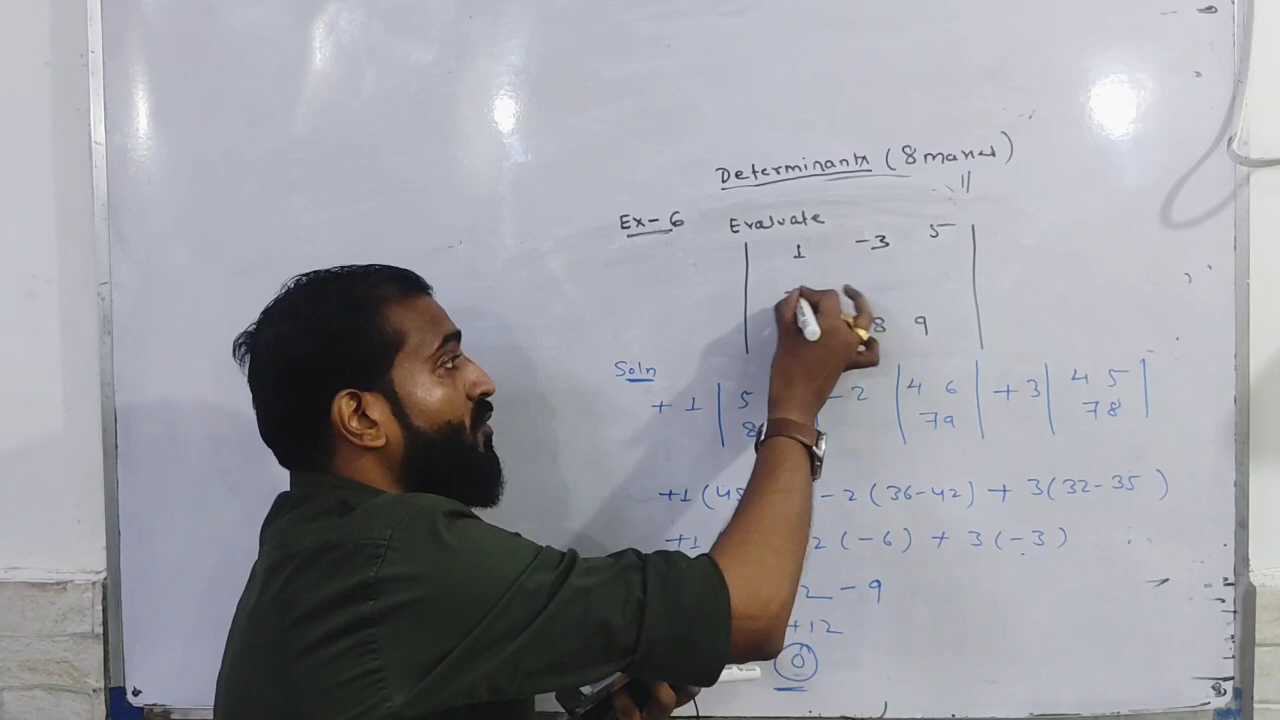 Determinants (8 marks)
Ex-6 Evaluate
1 -3 5
8 9
Soln
+ 1 | 5 - 2 | 4 6 | + 3 | 4 5 |
8 7 9 7 8
+1 ( - 2 ( 36-42 ) + 3 ( 32-35 )
+1 2 ( -6 ) + 3 ( -3 )
2 - 9
+12
0